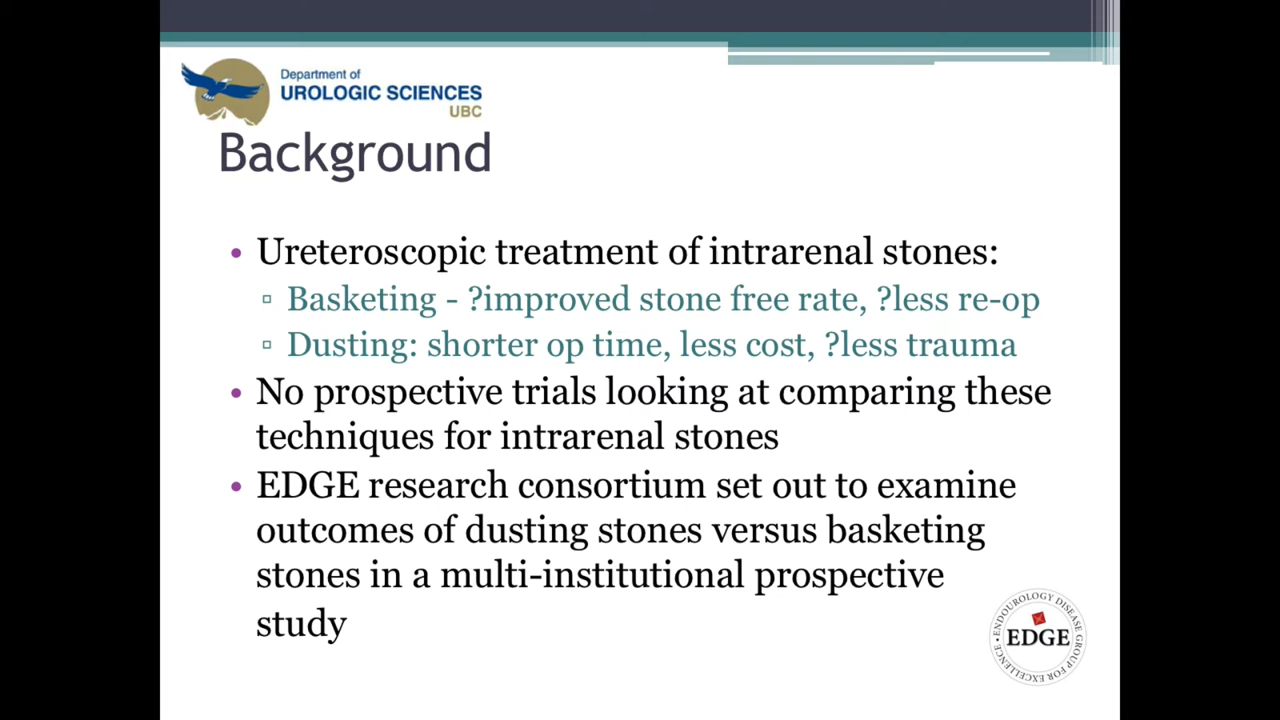 Department of
UROLOGIC SCIENCES
UBC
Background
• Ureteroscopic treatment of intrarenal stones:
▫ Basketing - ?improved stone free rate, ?less re-op
▫ Dusting: shorter op time, less cost, ?less trauma
• No prospective trials looking at comparing these
techniques for intrarenal stones
• EDGE research consortium set out to examine
outcomes of dusting stones versus basketing
stones in a multi-institutional prospective
study
• ENDOUROLOGY DISEASE GROUP FOR EXCELLENCE
EDGE